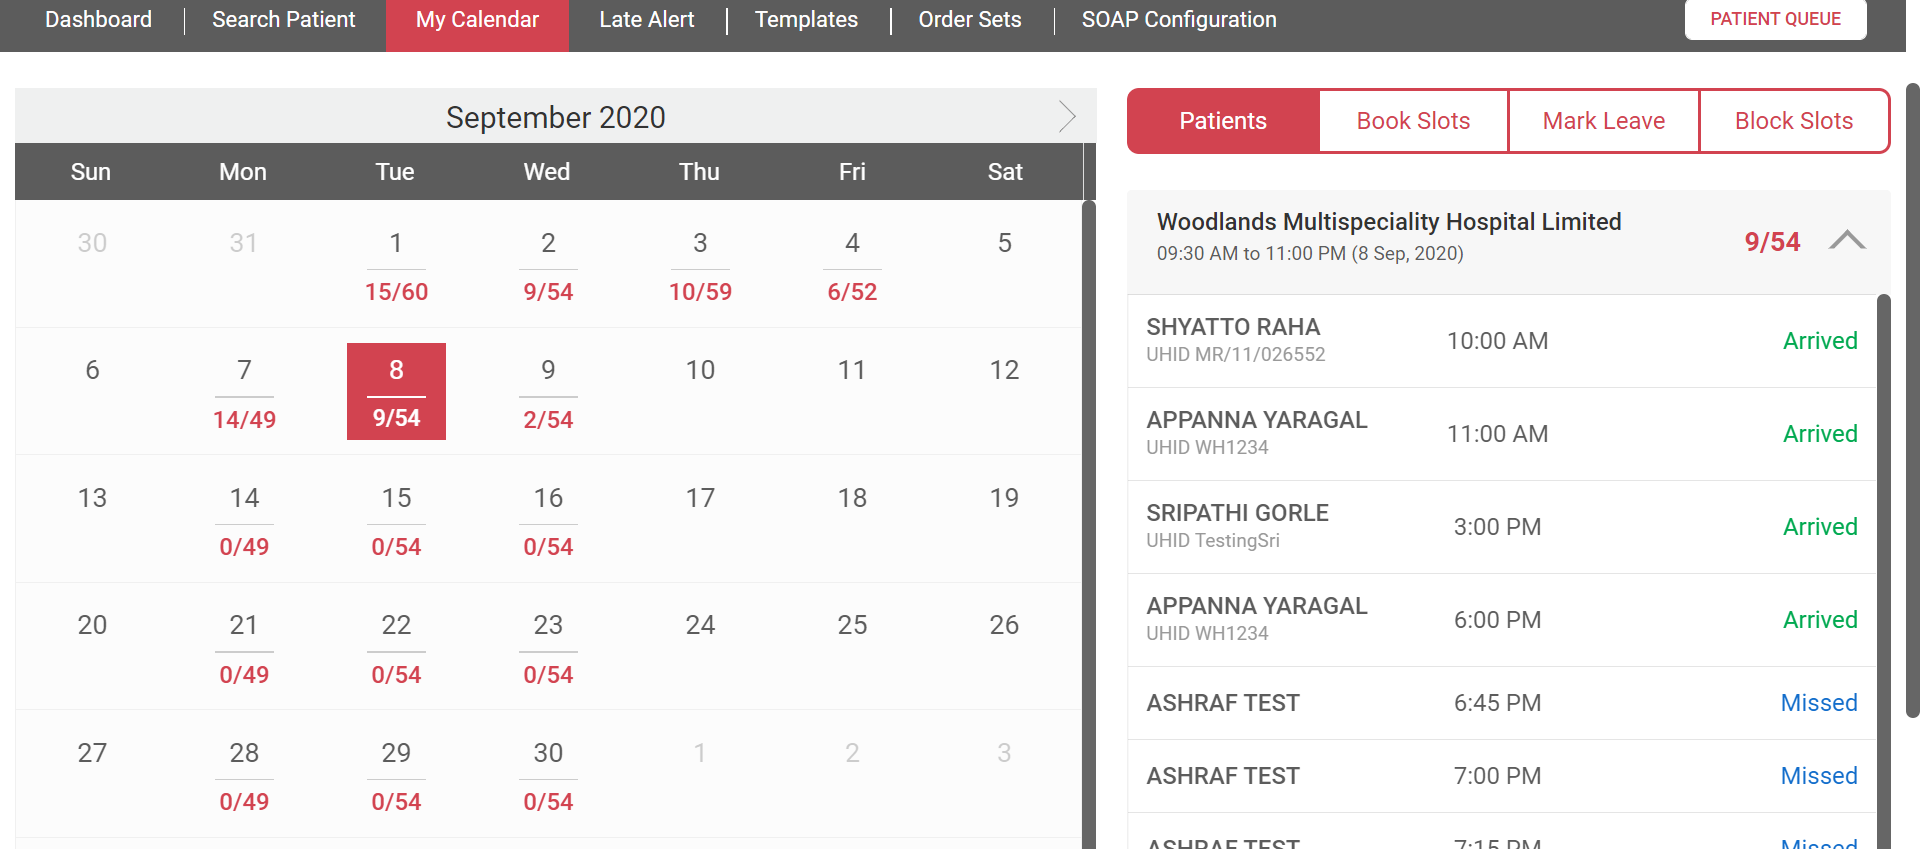 Dashboard Search Patient My Calendar Late Alert Templates Order Sets SOAP Configuration PATIENT QUEUE
September 2020
Sun Mon Tue Wed Thu Fri Sat
30 31 1 2 3 4 5
15/60 9/54 10/59 6/52
6 7 8 9 10 11 12
14/49 9/54 2/54
13 14 15 16 17 18 19
0/49 0/54 0/54
20 21 22 23 24 25 26
0/49 0/54 0/54
27 28 29 30 1 2 3
0/49 0/54 0/54
Patients Book Slots Mark Leave Block Slots
Woodlands Multispeciality Hospital Limited
09:30 AM to 11:00 PM (8 Sep, 2020)
9/54
SHYATTO RAHA 10:00 AM Arrived
UHID MR/11/026552
APPANNA YARAGAL 11:00 AM Arrived
UHID WH1234
SRIPATHI GORLE 3:00 PM Arrived
UHID TestingSri
APPANNA YARAGAL 6:00 PM Arrived
UHID WH1234
ASHRAF TEST 6:45 PM Missed
ASHRAF TEST 7:00 PM Missed
ASHRAF TEST 7:15 PM Missed